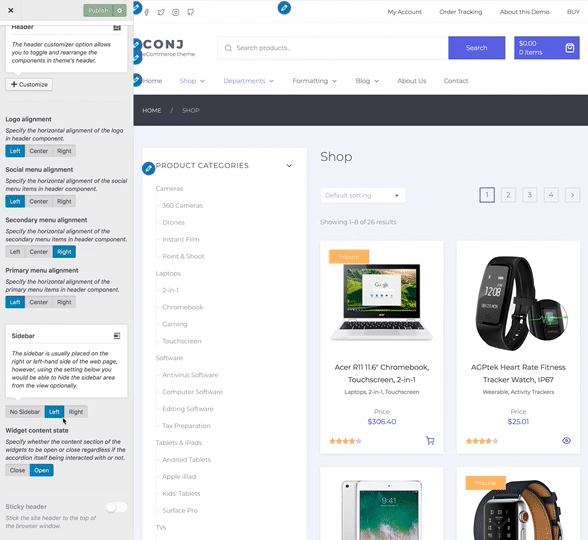 Publish
Header
The header customizer option allows
you to toggle and rearrange the
components in theme's header.
Customize
Logo alignment
Specify the horizontal alignment of the logo
in header component.
Left Center Right
Social menu alignment
Specify the horizontal alignment of the social
menu items in header component.
Left Center Right
Secondary menu alignment
Specify the horizontal alignment of the
secondary menu items in header component.
Left Center Right
Primary menu alignment
Specify the horizontal alignment of the
primary menu items in header component.
Left Center Right
Sidebar
The sidebar is usually placed on the
right or left-hand side of the web page,
however, using the setting below you
would be able to hide the sidebar area
from the view optionally.
No Sidebar Left Right
Widget content state
Specify whether the content section of the
widgets to be open or close regardless if the
accordion itself being interacted with or not.
Close Open
Sticky header
Stick the site header to the top of
the browser window.
My Account Order Tracking About this Demo BUY
CONJ
eCommerce theme
Search products...
Search
$0.00
0 items
Home Shop Departments Formatting Blog About Us Contact
HOME / SHOP
PRODUCT CATEGORIES
Cameras
360 Cameras
Drones
Instant Film
Point & Shoot
Laptops
2-in-1
Chromebook
Gaming
Touchscreen
Software
Antivirus Software
Computer Software
Editing Software
Tax Preparation
Tablets & iPads
Android Tablets
Apple iPad
Kids' Tablets
Surface Pro
TVs
Shop
Default sorting
1 2 3 4
Showing 1–8 of 26 results
Popular
Google
acer
Acer R11 11.6" Chromebook,
Touchscreen, 2-in-1
Laptops, 2-in-1, Touchscreen
Price
$306.40
AGPtek Heart Rate Fitness
Tracker Watch, IP67
Wearable, Activity Trackers
Price
$25.01
9:41
Popular